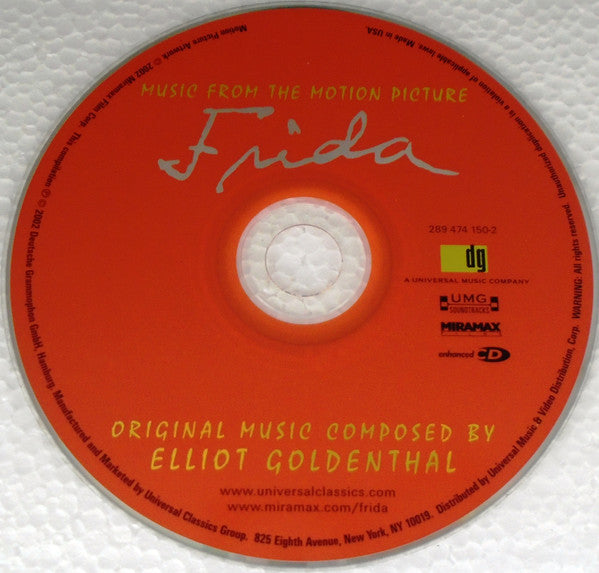 MUSIC FROM THE MOTION PICTURE
Frida
289 474 150-2
dg
A UNIVERSAL MUSIC COMPANY
UMG
SOUNDTRACKS
MIRAMAX
enhanced CD
ORIGINAL MUSIC COMPOSED BY
ELLIOT GOLDENTHAL
www.universalclassics.com
www.miramax.com/frida
Motion Picture Artwork © 2002 Miramax Film Corp. This compilation ℗ © 2002 Deutsche Grammophon GmbH, Hamburg. Manufactured and Marketed by Universal Classics Group. 825 Eighth Avenue, New York, NY 10019. Distributed by Universal Music & Video Distribution, Corp. WARNING: All rights reserved. Unauthorized duplication is a violation of applicable laws. Made in USA.